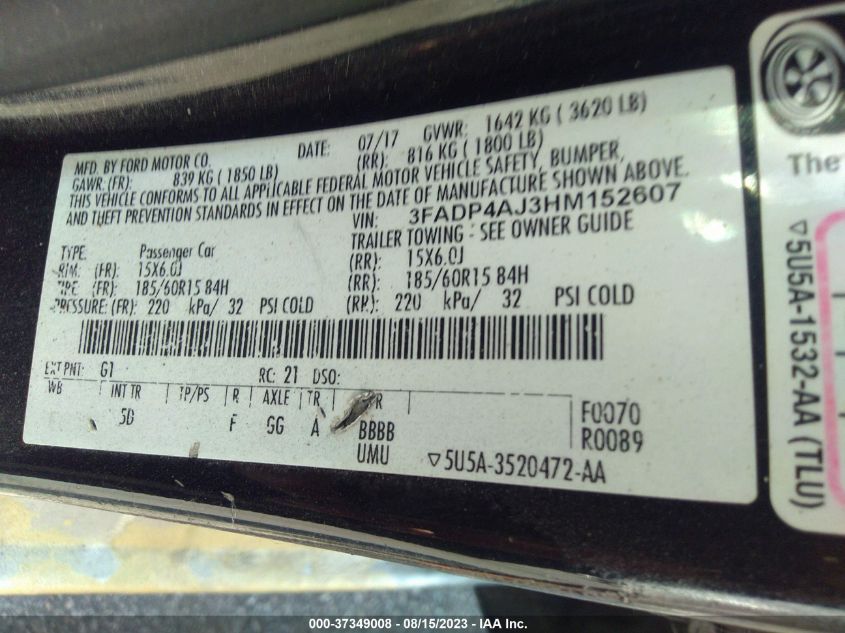 MFD. BY FORD MOTOR CO. DATE: 07/17 GVWR: 1642 KG ( 3620 LB)
GAWR: (FR): 839 KG ( 1850 LB) (RR): 816 KG ( 1800 LB)
THIS VEHICLE CONFORMS TO ALL APPLICABLE FEDERAL MOTOR VEHICLE SAFETY, BUMPER,
AND THEFT PREVENTION STANDARDS IN EFFECT ON THE DATE OF MANUFACTURE SHOWN ABOVE.
VIN: 3FADP4AJ3HM152607
TYPE: Passenger Car TRAILER TOWING - SEE OWNER GUIDE
RIM: (FR): 15X6.0J (RR): 15X6.0J
TIRE (FR): 185/60R15 84H (RR): 185/60R15 84H
PRESSURE: (FR): 220 kPa/ 32 PSI COLD (RR): 220 kPa/ 32 PSI COLD
EXT PNT: G1 RC: 21 DSO:
WB INT TR TP/PS R AXLE TR R
5D F GG A BBBB
UMU
F0070
R0089
▽5U5A-3520472-AA
The
▽5U5A-1532-AA (TLU)
000-37349008 - 08/15/2023 - IAA Inc.